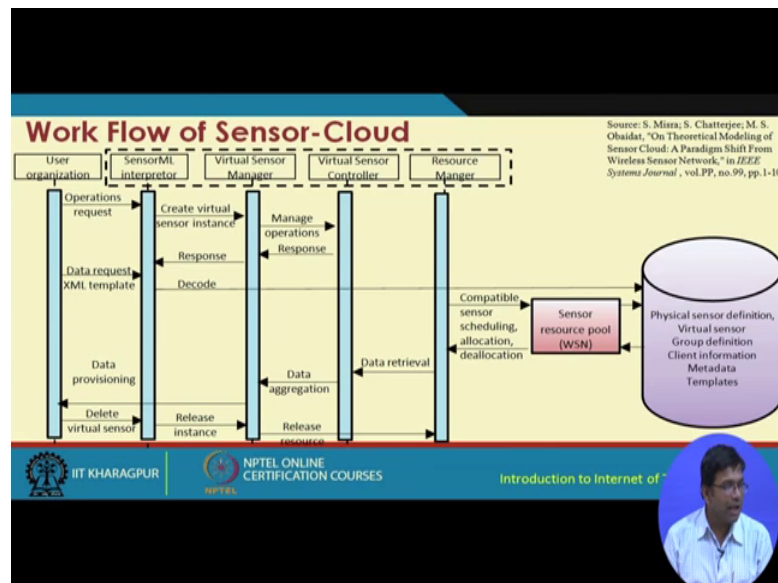 Work Flow of Sensor-Cloud
Source: S. Misra; S. Chatterjee; M. S.
Obaidat, "On Theoretical Modeling of
Sensor Cloud: A Paradigm Shift From
Wireless Sensor Network," in IEEE
Systems Journal , vol.PP, no.99, pp.1-10
User
organization
SensorML
interpretor
Virtual Sensor
Manager
Virtual Sensor
Controller
Resource
Manger
Operations
request
Create virtual
sensor instance
Manage
operations
Response
Response
Data request
XML template
Decode
Compatible
sensor
scheduling,
allocation,
deallocation
Sensor
resource pool
(WSN)
Physical sensor definition,
Virtual sensor
Group definition
Client information
Metadata
Templates
Data retrieval
Data
aggregation
Data
provisioning
Delete
virtual sensor
Release
instance
Release
resource
IIT KHARAGPUR
NPTEL
NPTEL ONLINE
CERTIFICATION COURSES
Introduction to Internet of